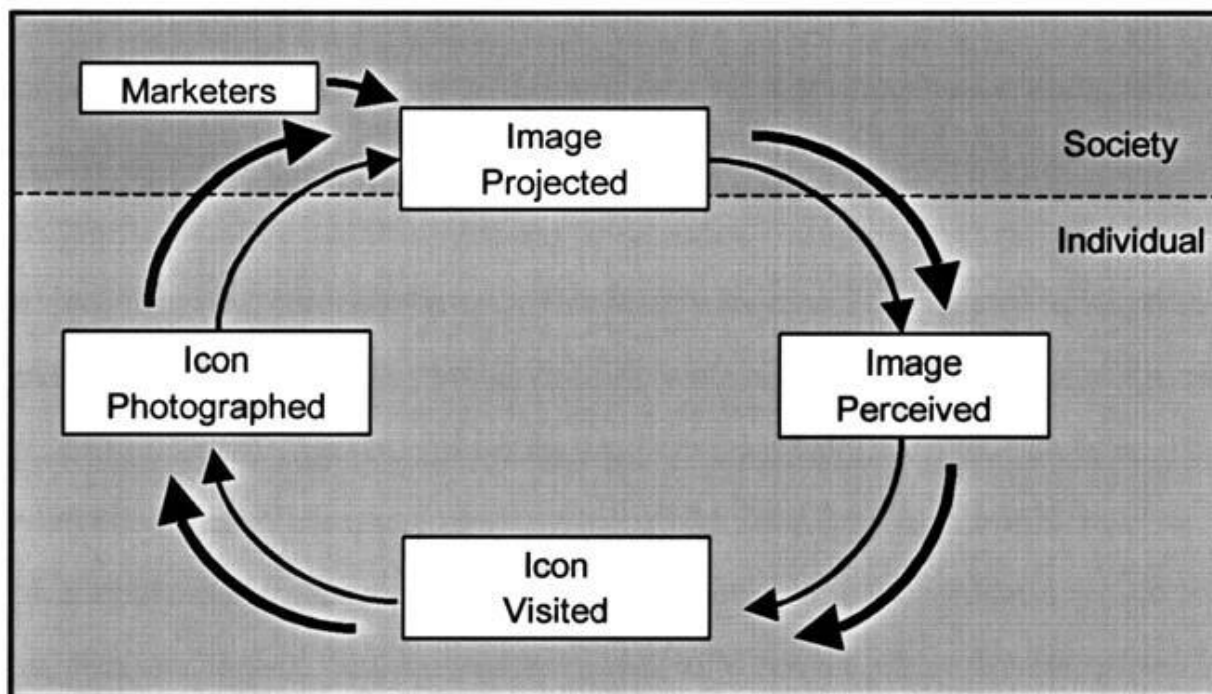 Marketers
Image
Projected
Society
Individual
Icon
Photographed
Image
Perceived
Icon
Visited